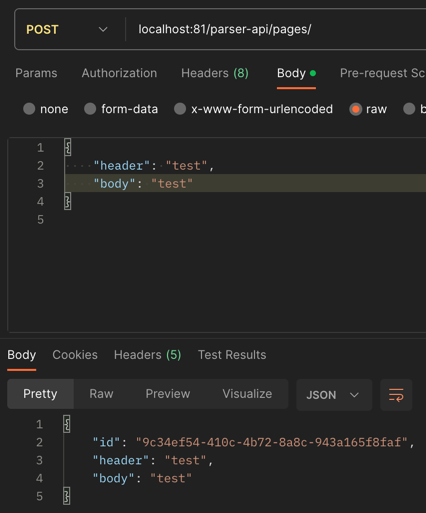 POST localhost:81/parser-api/pages/
Params Authorization Headers (8) Body Pre-request Sc
none form-data x-www-form-urlencoded raw b
1 {
2 "header": "test",
3 "body": "test"
4 }
5
Body Cookies Headers (5) Test Results
Pretty Raw Preview Visualize JSON
1 {
2 "id": "9c34ef54-410c-4b72-8a8c-943a165f8faf",
3 "header": "test",
4 "body": "test"
5 }